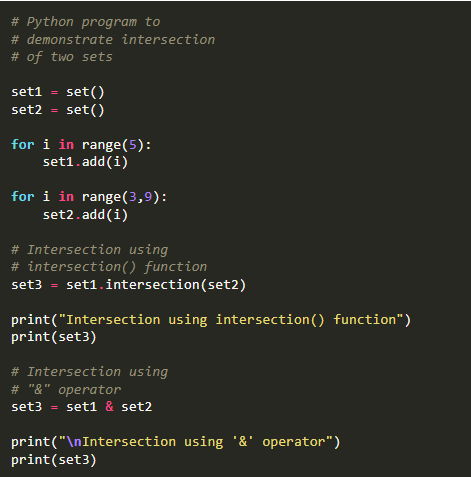 # Python program to
# demonstrate intersection
# of two sets
set1 = set()
set2 = set()
for i in range(5):
    set1.add(i)
for i in range(3,9):
    set2.add(i)
# Intersection using
# intersection() function
set3 = set1.intersection(set2)
print("Intersection using intersection() function")
print(set3)
# Intersection using
# "&" operator
set3 = set1 & set2
print("\nIntersection using '&' operator")
print(set3)